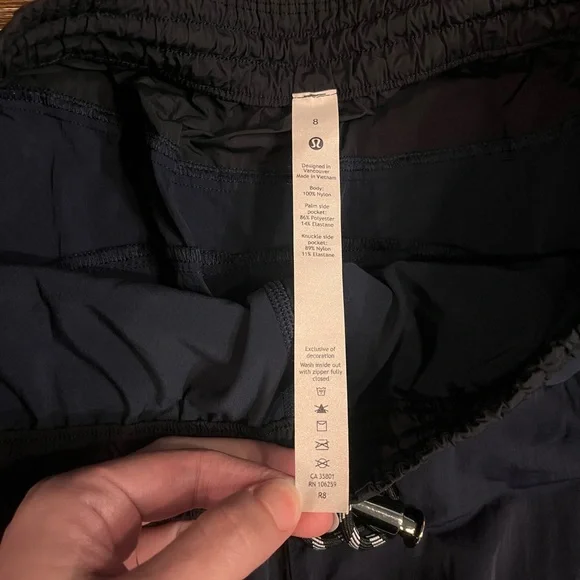 8
Designed in
Vancouver
Made in Vietnam
Body:
100% Nylon
Palm side
pocket:
86% Polyester
14% Elastane
Knuckle side
pocket:
89% Nylon
11% Elastane
Exclusive of
decoration
Wash inside out
with zipper fully
closed
CA 35801
RN 106259
R8